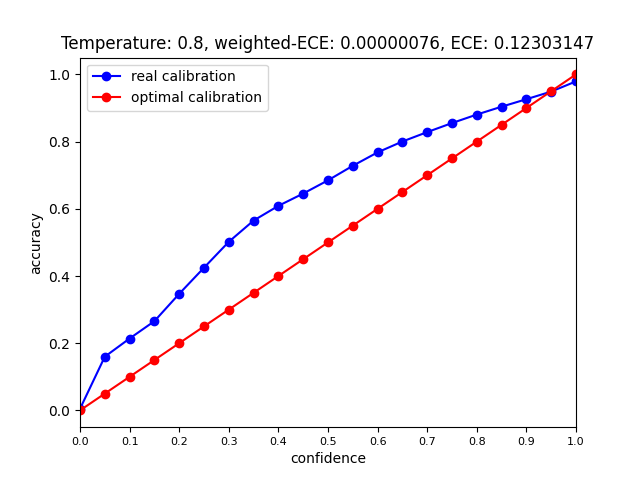 Temperature: 0.8, weighted-ECE: 0.00000076, ECE: 0.12303147
real calibration
optimal calibration
1.0
0.8
0.6
0.4
0.2
0.0
accuracy
0.0 0.1 0.2 0.3 0.4 0.5 0.6 0.7 0.8 0.9 1.0
confidence